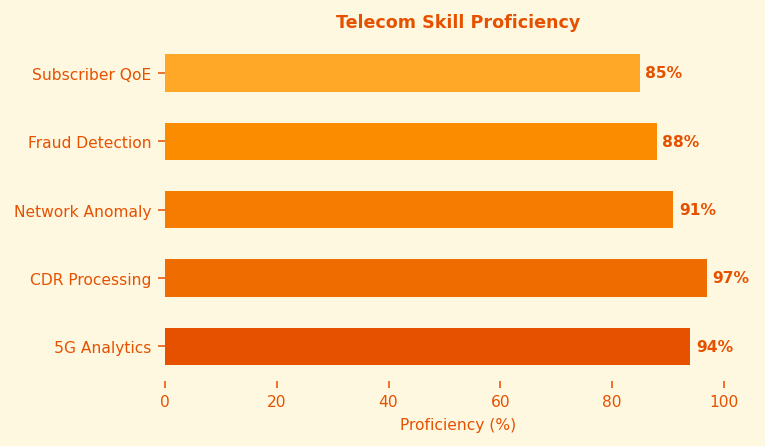 Telecom Skill Proficiency
Subscriber QoE 85%
Fraud Detection 88%
Network Anomaly 91%
CDR Processing 97%
5G Analytics 94%
0 20 40 60 80 100
Proficiency (%)